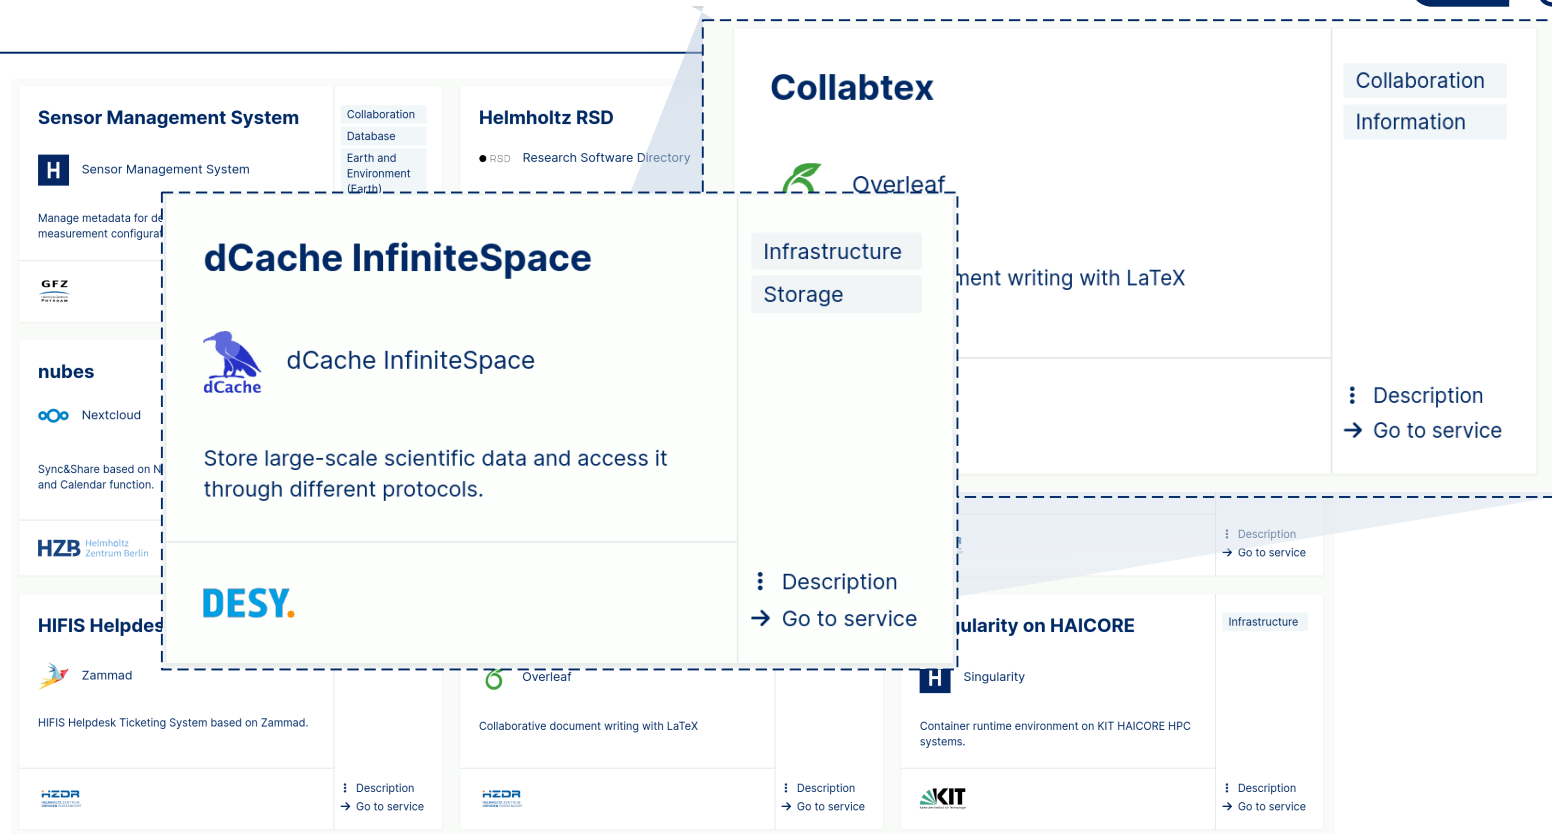 Collabtex
Overleaf
ment writing with LaTeX
Collaboration
Information
Description
Go to service
Sensor Management System
H Sensor Management System
Manage metadata for de
measurement configurat
GFZ
Helmholtz-Zentrum
POTSDAM
Collaboration
Database
Earth and
Environment
(Earth)
Helmholtz RSD
RSD Research Software Directory
dCache InfiniteSpace
dCache dCache InfiniteSpace
Store large-scale scientific data and access it
through different protocols.
DESY.
Infrastructure
Storage
Description
Go to service
nubes
Nextcloud
Sync&Share based on N
and Calendar function.
HZB Helmholtz
Zentrum Berlin
Description
Go to service
HIFIS Helpdes
Zammad
HIFIS Helpdesk Ticketing System based on Zammad.
HZDR
Description
Go to service
Overleaf
Collaborative document writing with LaTeX
HZDR
Description
Go to service
ularity on HAICORE
H Singularity
Container runtime environment on KIT HAICORE HPC
systems.
KIT
Infrastructure
Description
Go to service